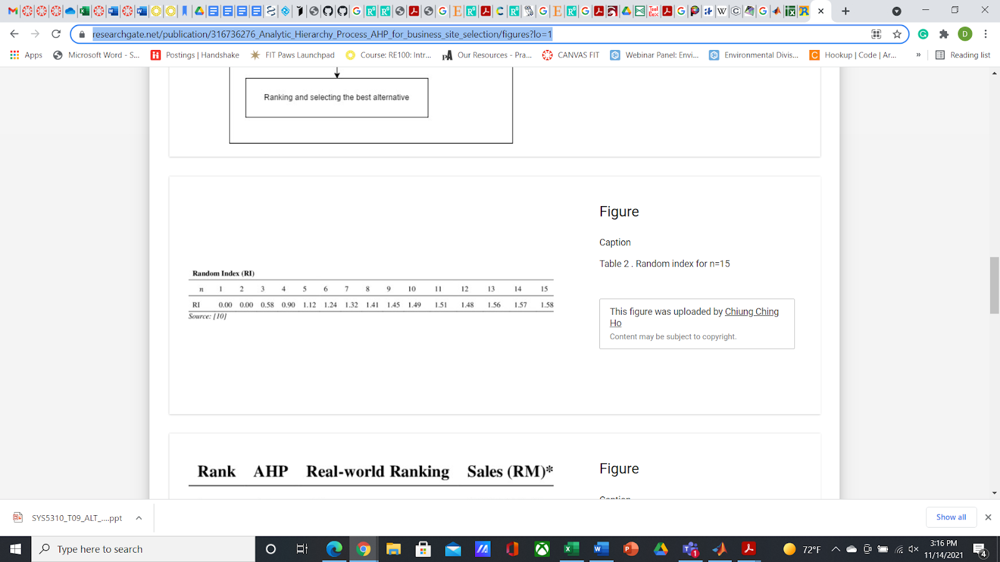 researchgate.net/publication/316736276_Analytic_Hierarchy_Process_AHP_for_business_site_selection/figures?lo=1
D
Apps Microsoft Word - S... Postings | Handshake FIT Paws Launchpad Course: RE100: Intr... Our Resources - Pra... CANVAS FIT Webinar Panel: Envi... Environmental Divis... Hookup | Code | Ar... » Reading list
Ranking and selecting the best alternative
Figure
Caption
Table 2 . Random index for n=15
Random Index (RI)
n 1 2 3 4 5 6 7 8 9 10 11 12 13 14 15
RI 0.00 0.00 0.58 0.90 1.12 1.24 1.32 1.41 1.45 1.49 1.51 1.48 1.56 1.57 1.58
Source: [10]
This figure was uploaded by Chiung Ching
Ho
Content may be subject to copyright.
Rank AHP Real-world Ranking Sales (RM)*
Figure
Caption
SYS5310_T09_ALT_....ppt
Show all
Type here to search
72°F
3:16 PM
11/14/2021
4